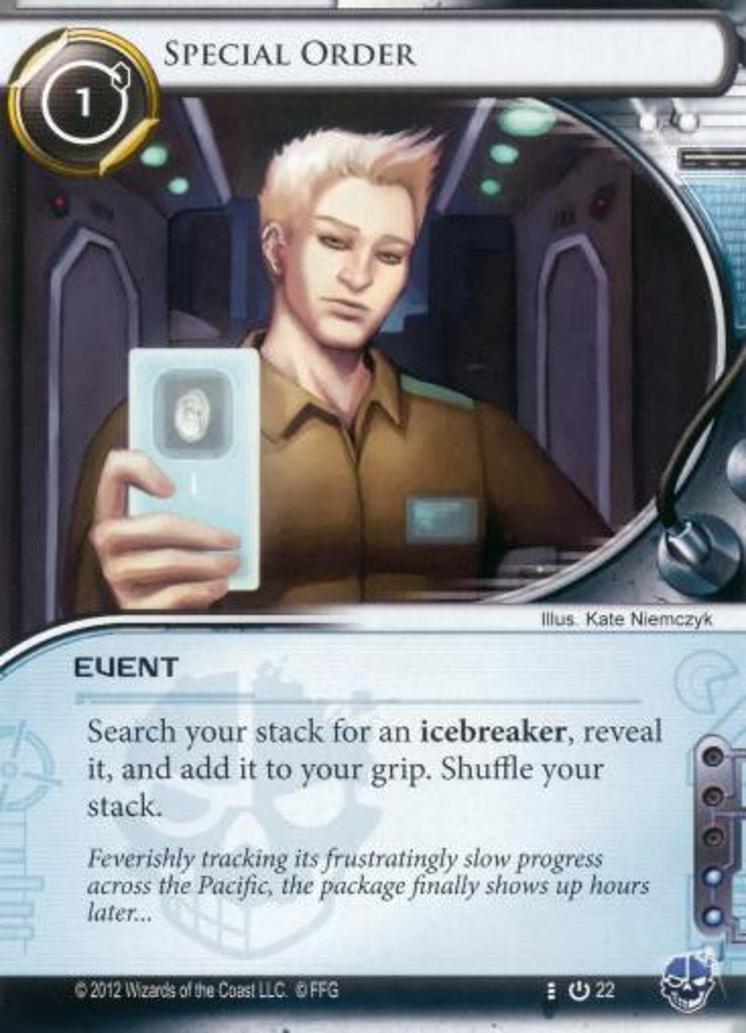 SPECIAL ORDER
1
Illus. Kate Niemczyk
EVENT
Search your stack for an icebreaker, reveal
it, and add it to your grip. Shuffle your
stack.
Feverishly tracking its frustratingly slow progress
across the Pacific, the package finally shows up hours
later...
© 2012 Wizards of the Coast LLC. © FFG
22